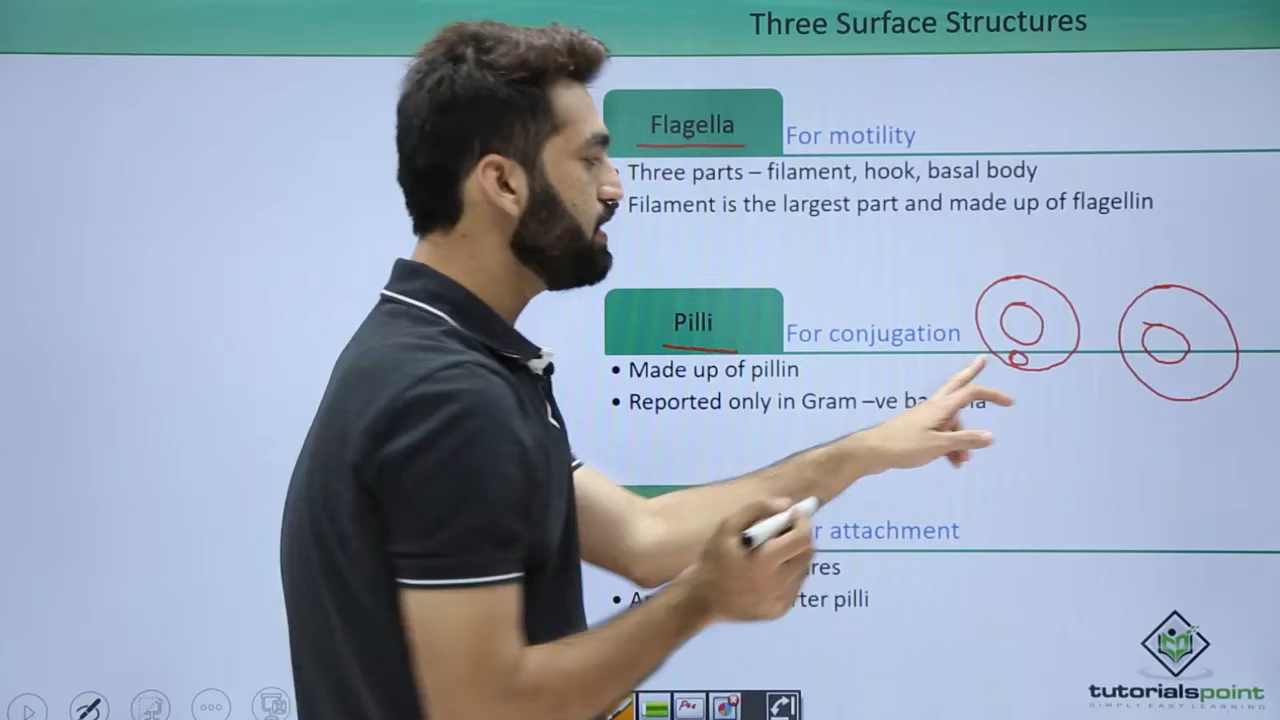 Three Surface Structures
Flagella For motility
Three parts – filament, hook, basal body
Filament is the largest part and made up of flagellin
Pilli For conjugation
• Made up of pillin
• Reported only in Gram –ve
attachment
pilli
tutorialspoint
SIMPLY EASY LEARNING